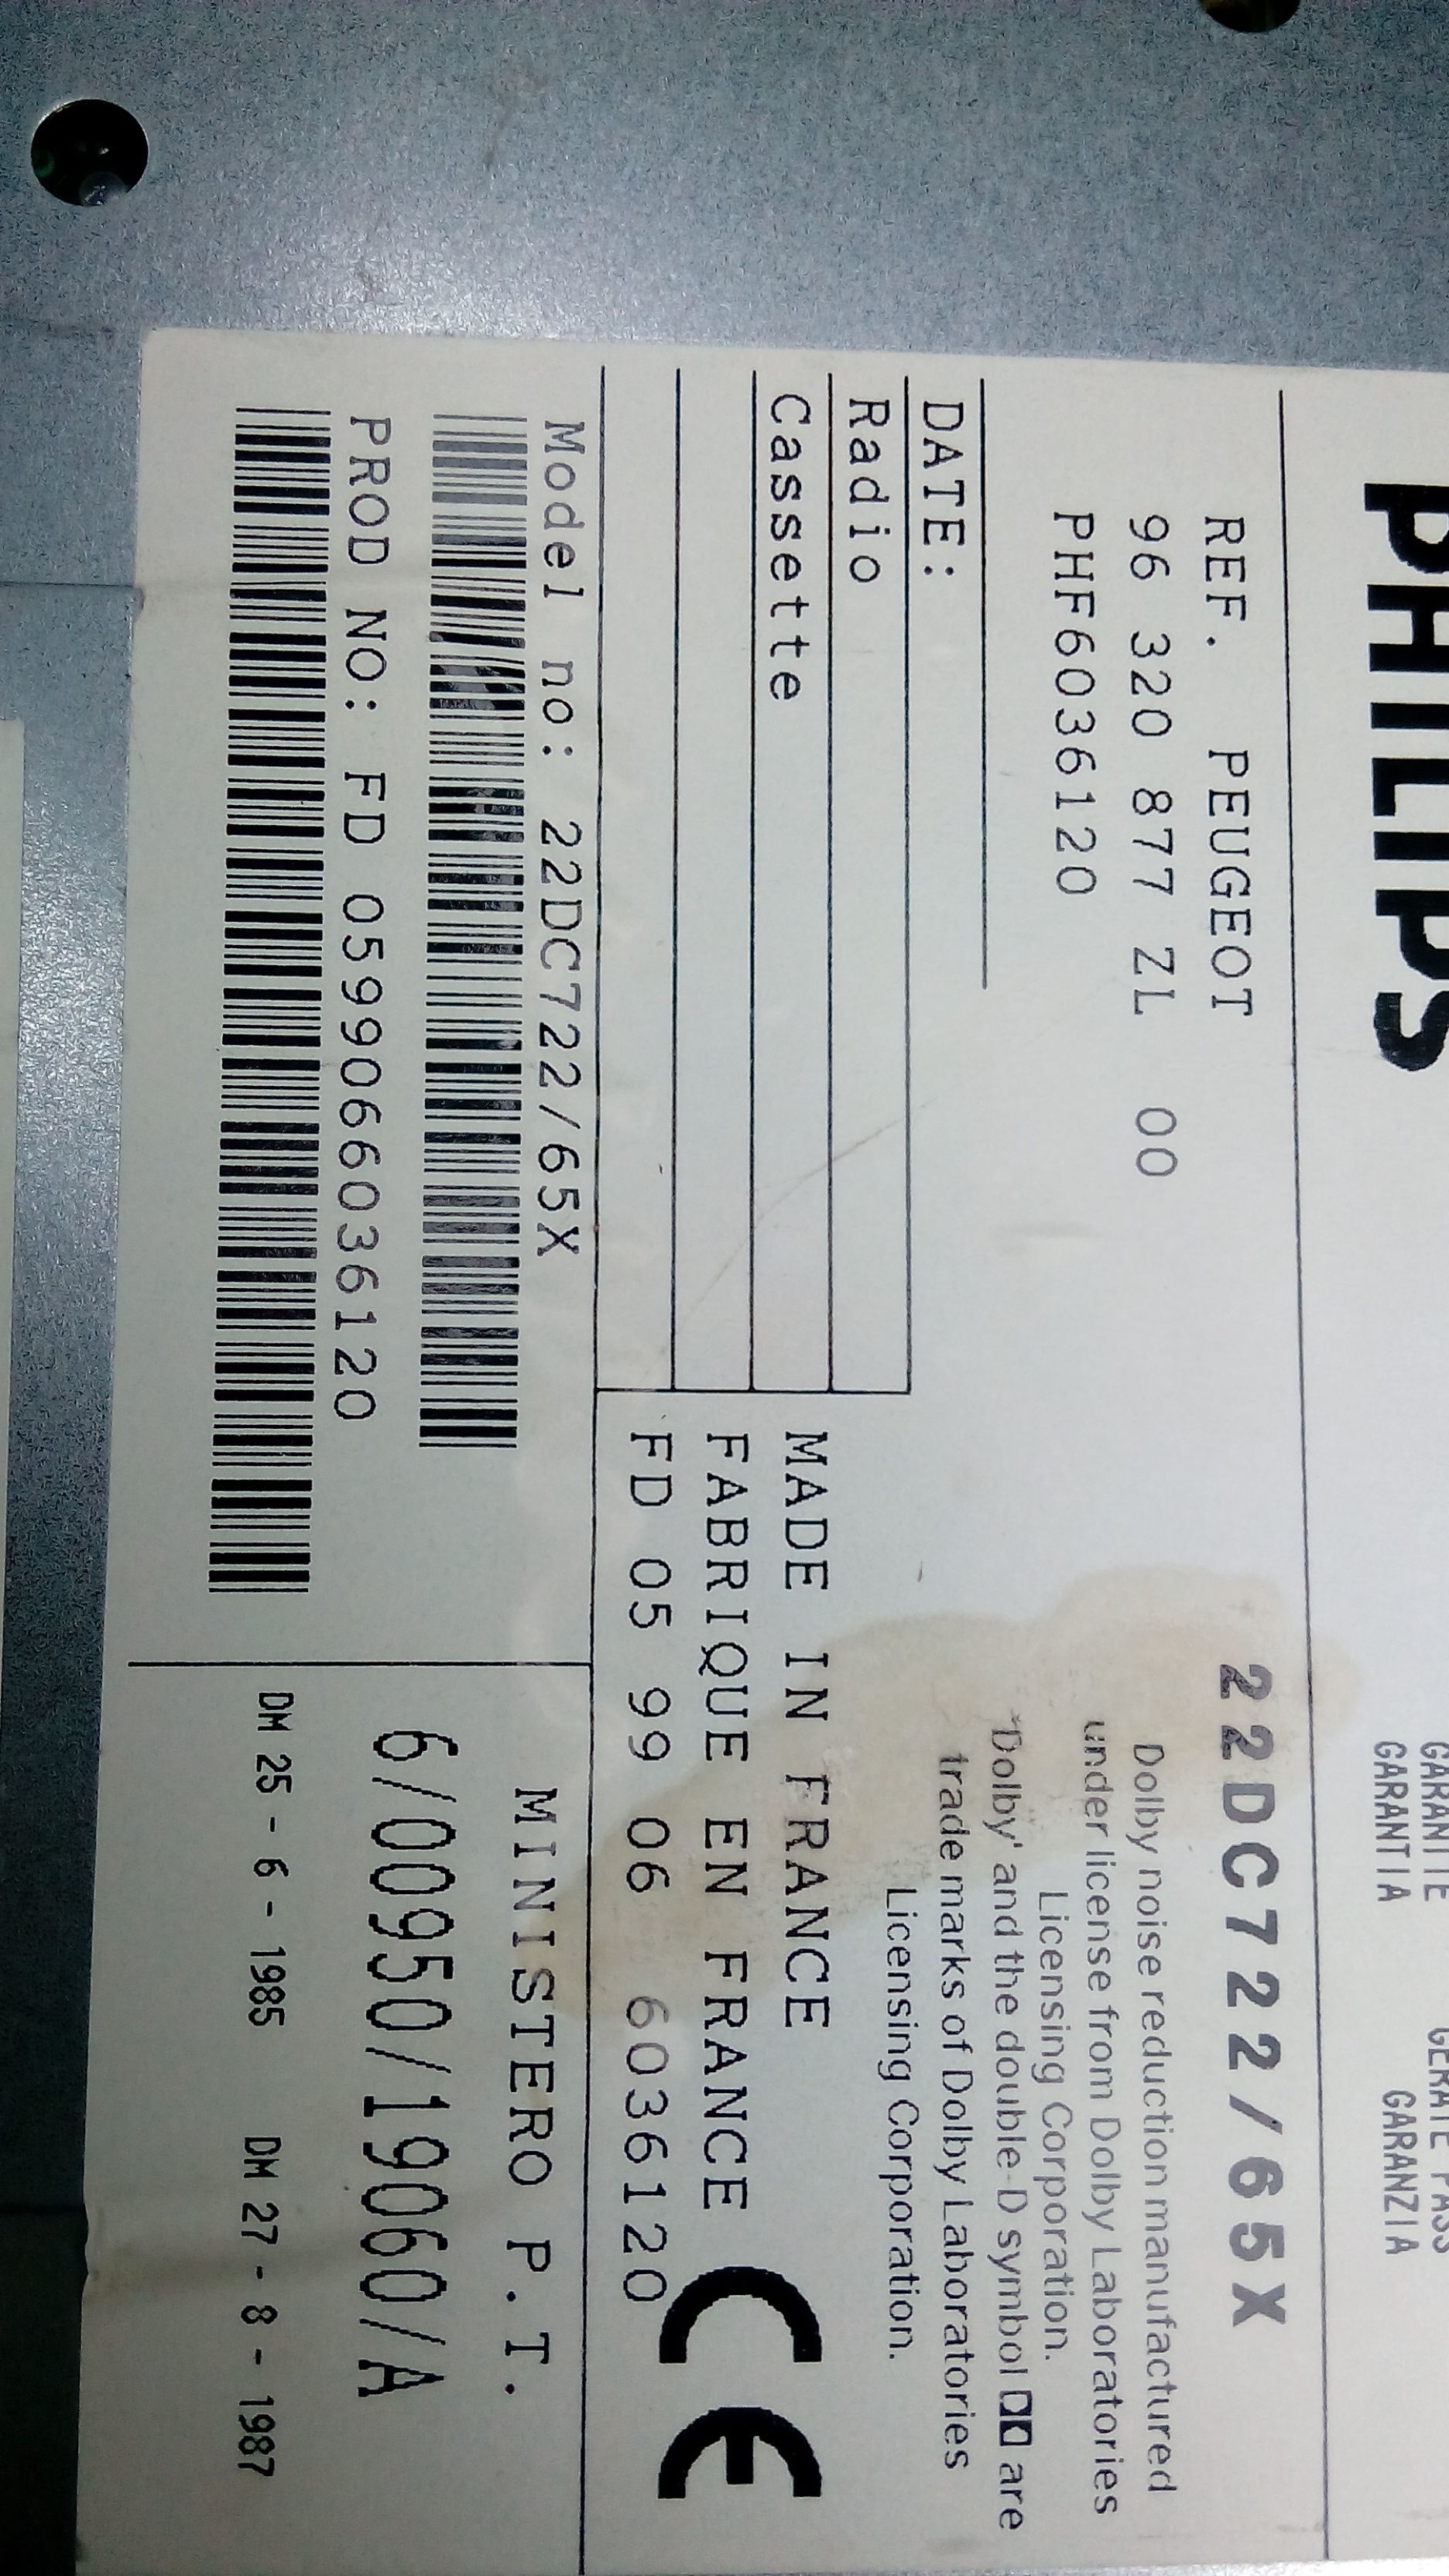 PHILIPS
GARANTIE
GERATE PASS
GARANTIA
GARANZIA
REF. PEUGEOT
96 320 877 ZL 00
PHF6036120
22DC722/65X
Dolby noise reduction manufactured
under license from Dolby Laboratories
Licensing Corporation.
'Dolby' and the double-D symbol are
trade marks of Dolby Laboratories
Licensing Corporation.
DATE:
Radio
Cassette
MADE IN FRANCE
FABRIQUE EN FRANCE
FD 05 99 06 6036120
CE
Model no: 22DC722/65X
PROD NO: FD 0599066036120
MINISTERO P.T.
6/00950/19060/A
DM 25 - 6 - 1985 DM 27 - 8 - 1987